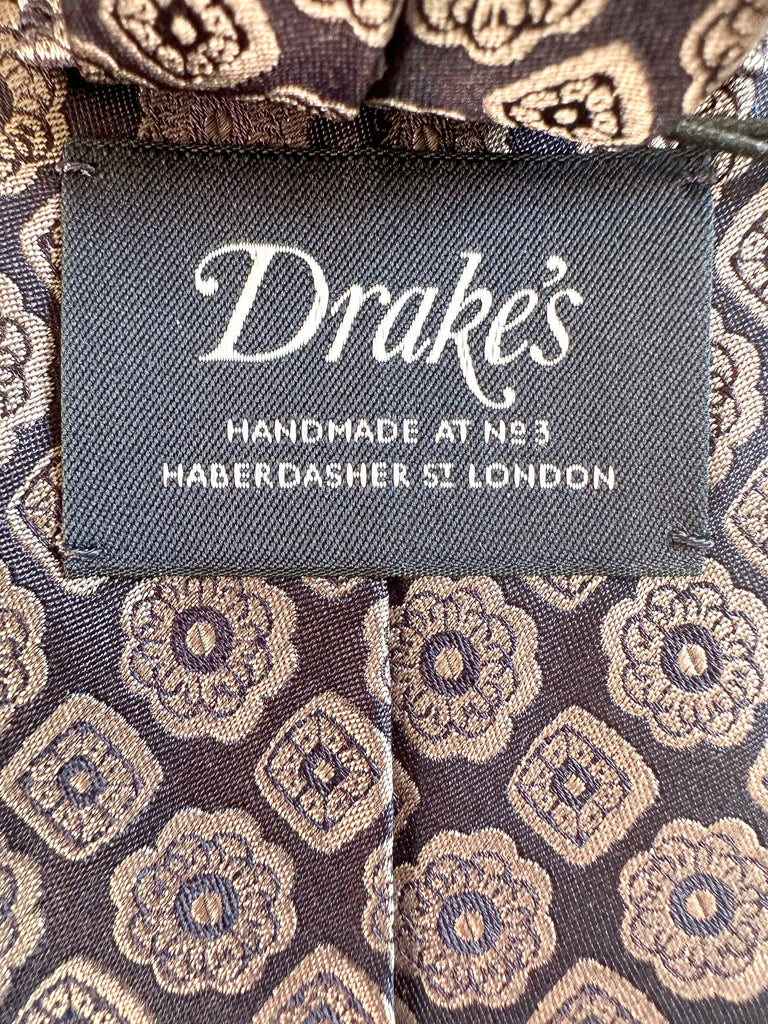 Drake's
HANDMADE AT Nº 3
HABERDASHER ST LONDON